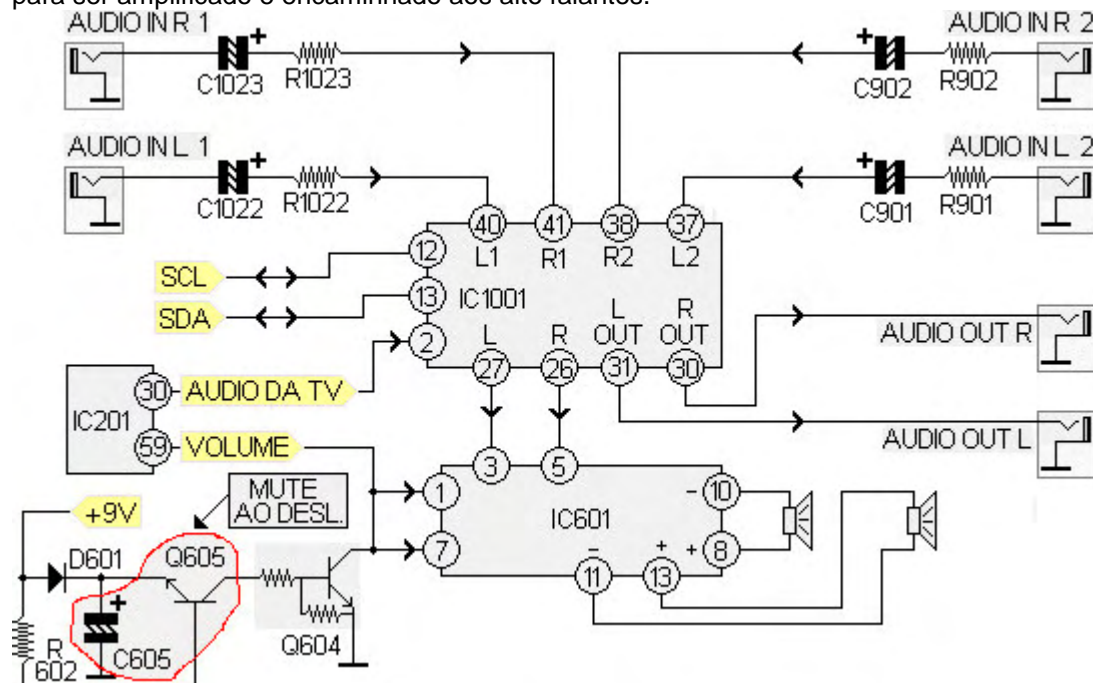 para ser amplificado e encaminhado aos alto falantes.
AUDIO IN R 1
AUDIO IN R 2
C1023
R1023
C902
R902
AUDIO IN L 1
AUDIO IN L 2
C1022
R1022
C901
R901
40
41
38
37
12
L1
R1
R2
L2
SCL
13
IC1001
SDA
L
R
L
OUT
R
OUT
2
27
26
31
30
AUDIO OUT R
30
AUDIO DA TV
IC201
59
VOLUME
AUDIO OUT L
3
5
MUTE
AO DESL.
1
- 10
+9V
IC601
7
- +
+ 8
D601
Q605
11
13
+
R
602
C605
Q604